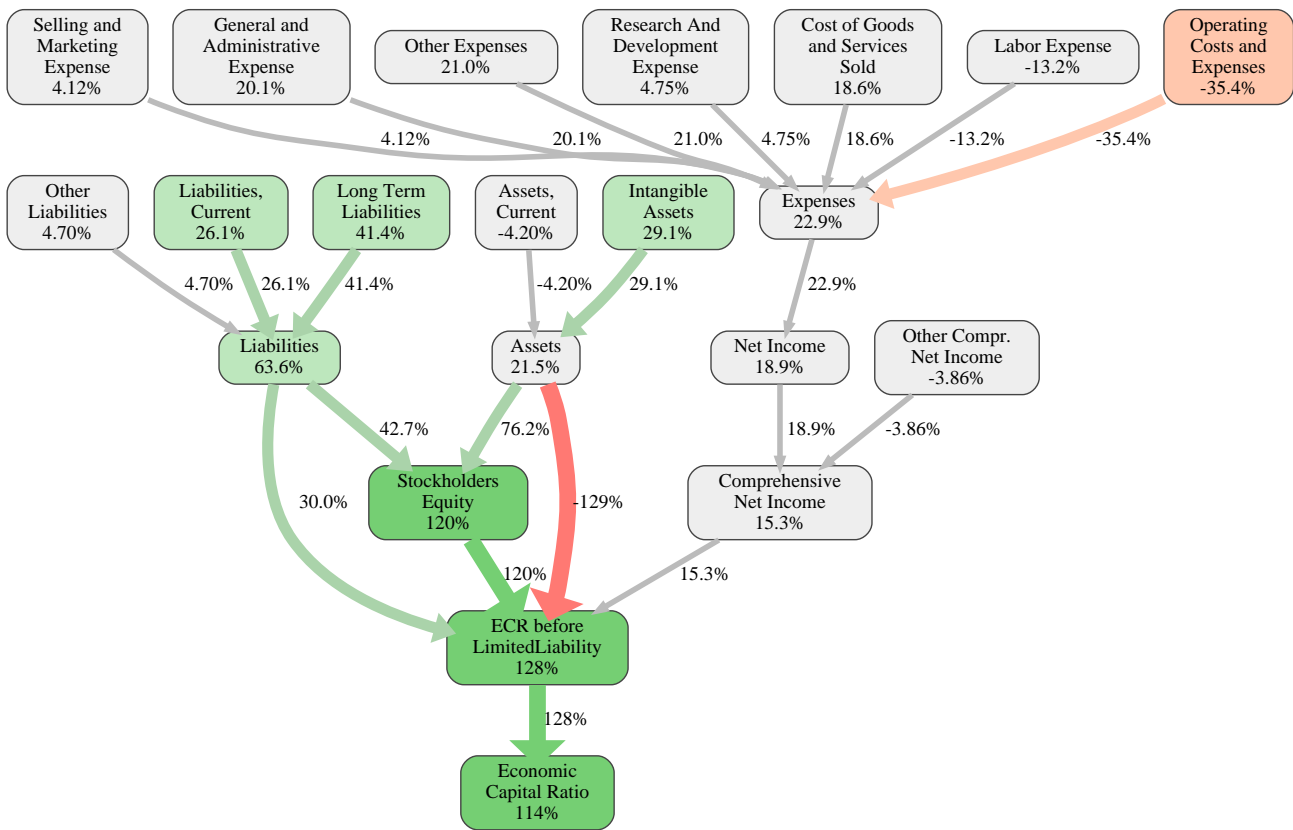 Selling and
Marketing
Expense
4.12%
General and
Administrative
Expense
20.1%
Other Expenses
21.0%
Research And
Development
Expense
4.75%
Cost of Goods
and Services
Sold
18.6%
Labor Expense
-13.2%
Operating
Costs and
Expenses
-35.4%
4.12%
20.1%
21.0%
4.75%
18.6%
-13.2%
-35.4%
Other
Liabilities
4.70%
Liabilities,
Current
26.1%
Long Term
Liabilities
41.4%
Assets,
Current
-4.20%
Intangible
Assets
29.1%
Expenses
22.9%
4.70%
26.1%
41.4%
-4.20%
29.1%
22.9%
Liabilities
63.6%
Assets
21.5%
Net Income
18.9%
Other Compr.
Net Income
-3.86%
42.7%
76.2%
18.9%
-3.86%
Stockholders
Equity
120%
Comprehensive
Net Income
15.3%
30.0%
-129%
120%
15.3%
ECR before
LimitedLiability
128%
128%
Economic
Capital Ratio
114%